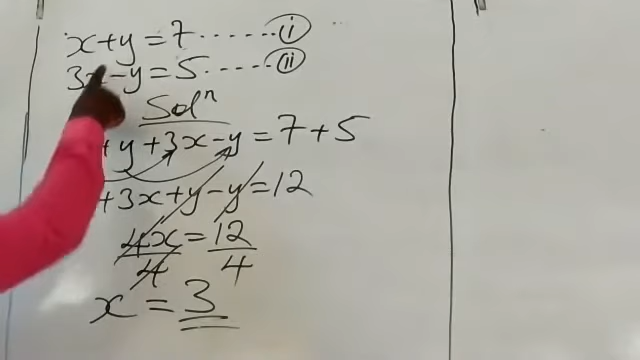 x + y = 7 ......... (i)
3x - y = 5 ...... (ii)
Solⁿ
+ y + 3x - y = 7 + 5
+ 3x + y - y = 12
4x = 12
4 4
x = 3